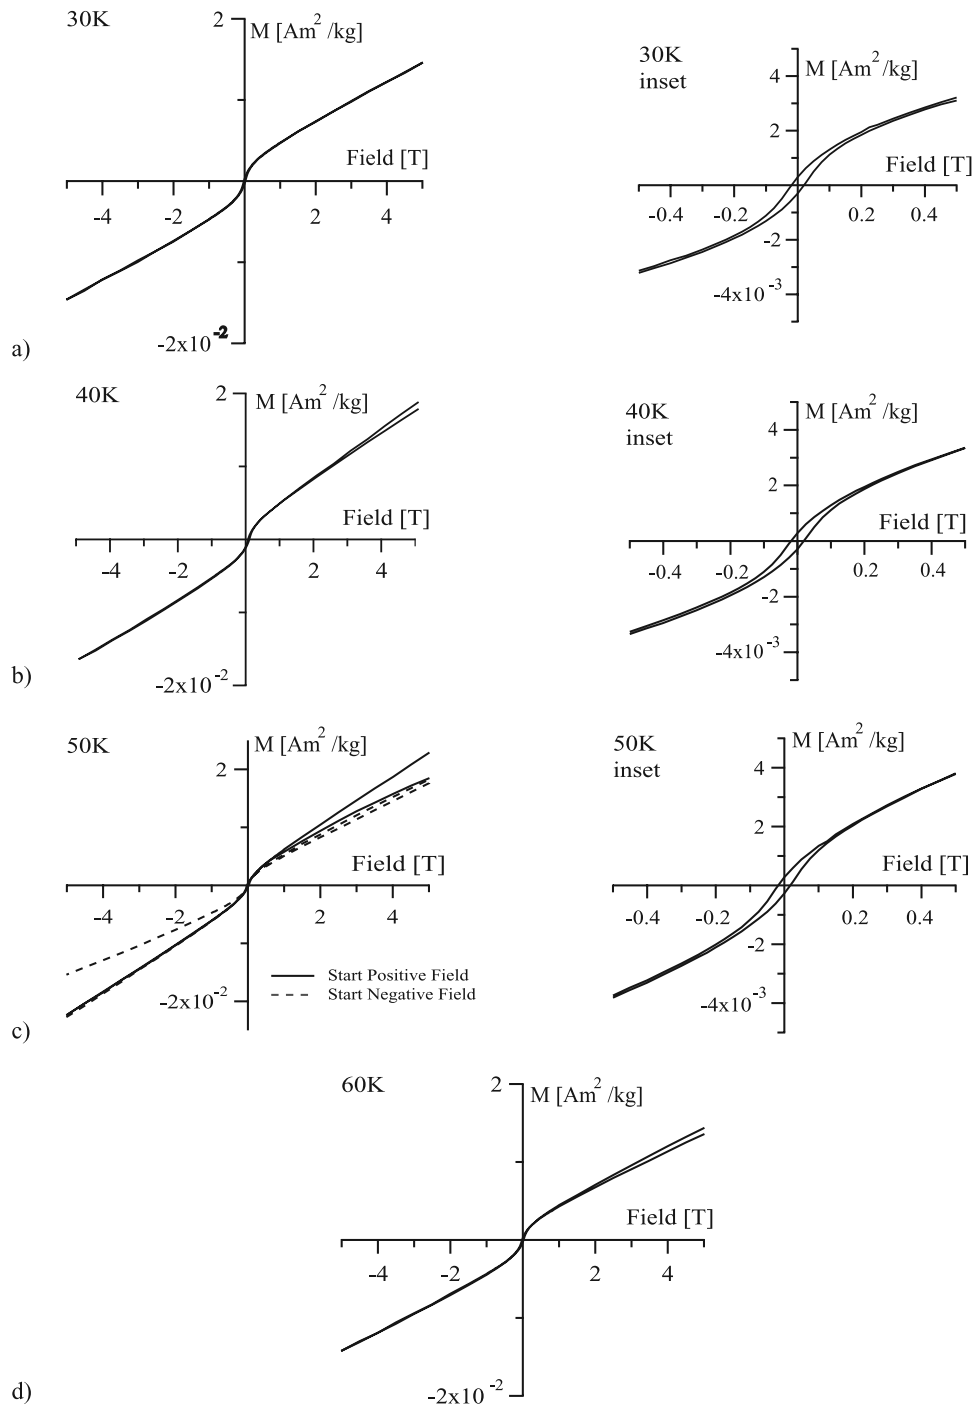 30K
2
M [Am2 /kg]
Field [T]
-4
-2
2
4
-2x10-2
a)
30K
inset
4
M [Am2 /kg]
2
Field [T]
-0.4
-0.2
0.2
0.4
-2
-4x10-3
40K
2
M [Am2 /kg]
Field [T]
-4
-2
2
4
-2x10-2
b)
40K
inset
4
M [Am2 /kg]
2
Field [T]
-0.4
-0.2
0.2
0.4
-2
-4x10-3
50K
M [Am2 /kg]
2
Field [T]
-4
-2
2
4
Start Positive Field
Start Negative Field
-2x10-2
c)
50K
inset
M [Am2 /kg]
4
2
Field [T]
-0.4
-0.2
0.2
0.4
-2
-4x10-3
60K
2
M [Am2 /kg]
Field [T]
-4
-2
2
4
-2x10-2
d)